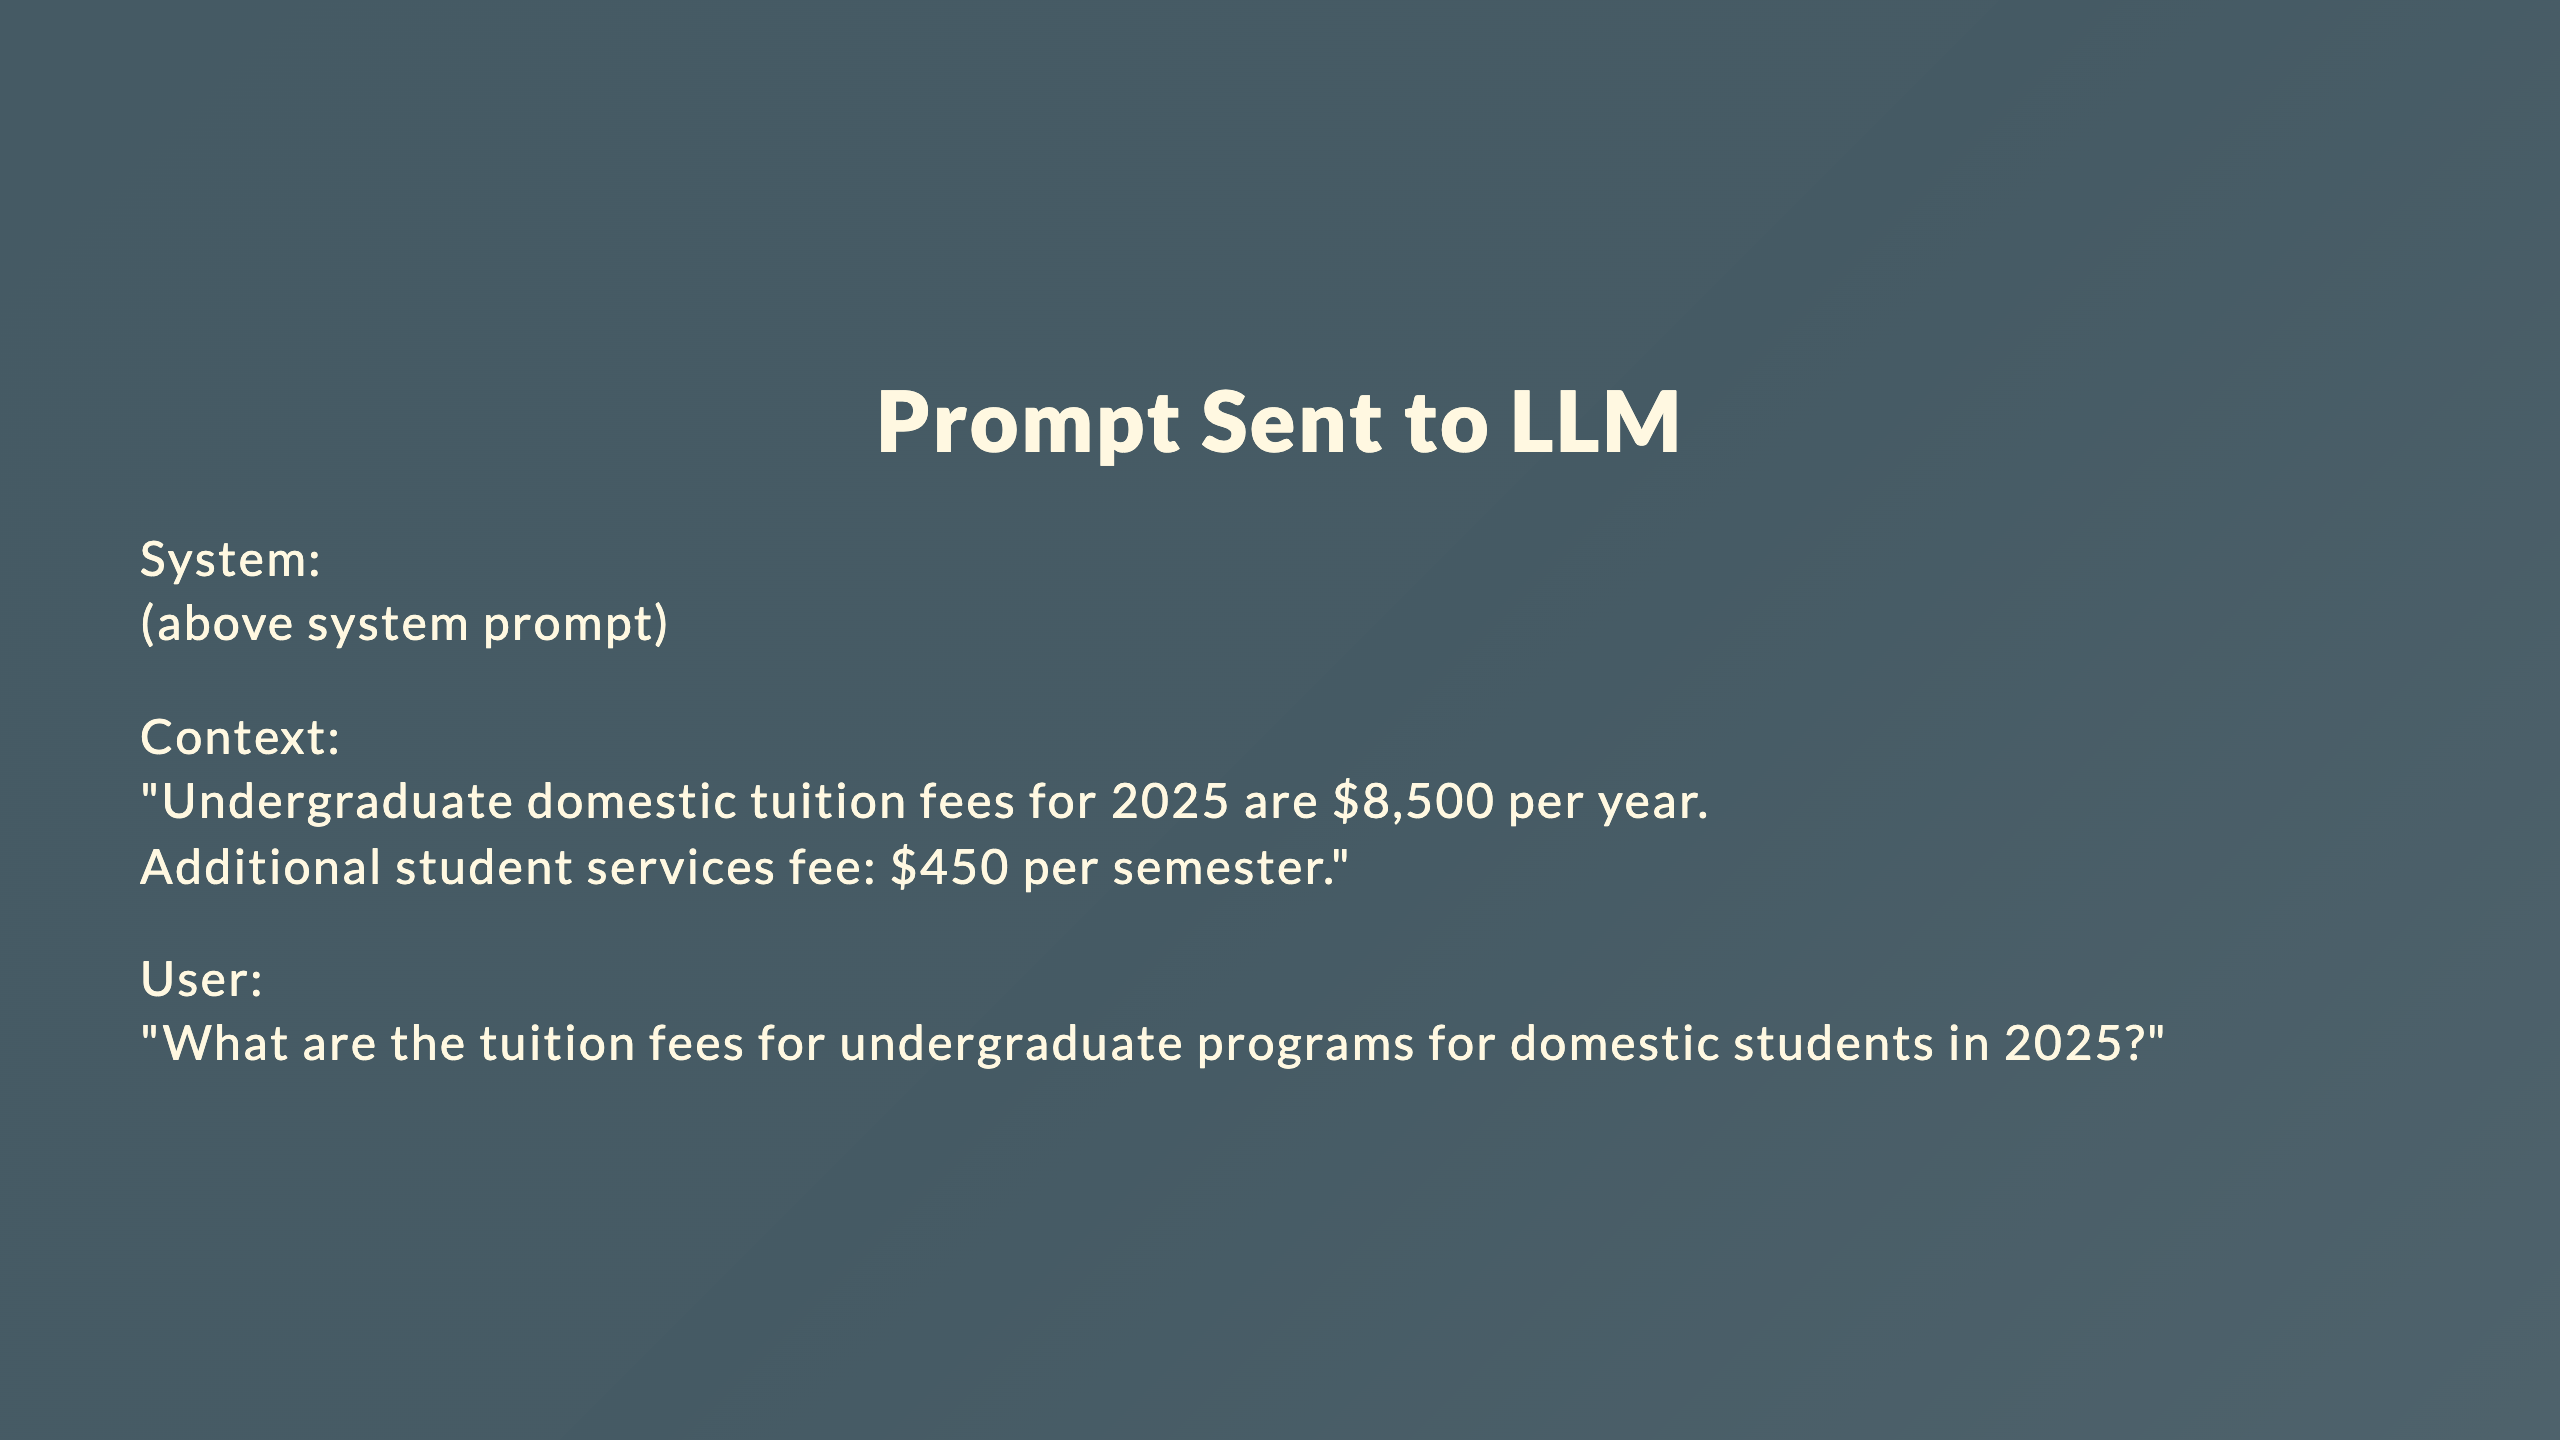 Prompt Sent to LLM
System:
(above system prompt)
Context:
"Undergraduate domestic tuition fees for 2025 are $8,500 per year.
Additional student services fee: $450 per semester."
User:
"What are the tuition fees for undergraduate programs for domestic students in 2025?"